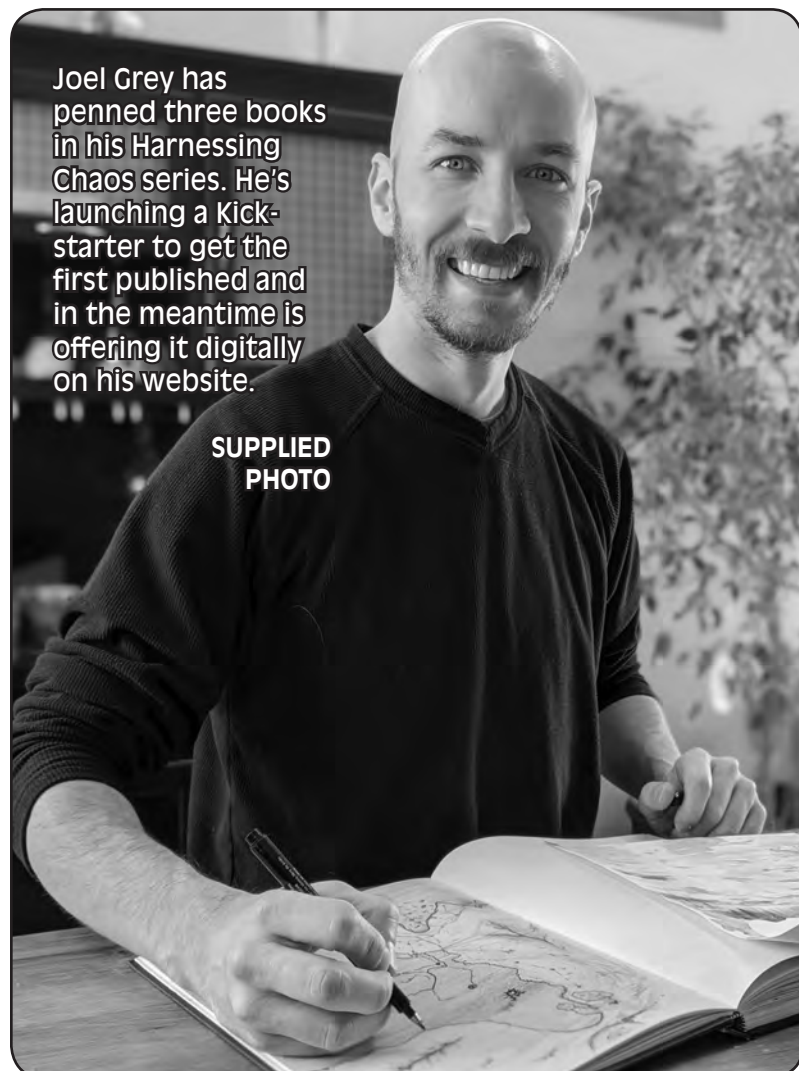 Joel Grey has
penned three books
in his Harnessing
Chaos series. He’s
launching a Kick-
starter to get the
first published and
in the meantime is
offering it digitally
on his website.
SUPPLIED
PHOTO